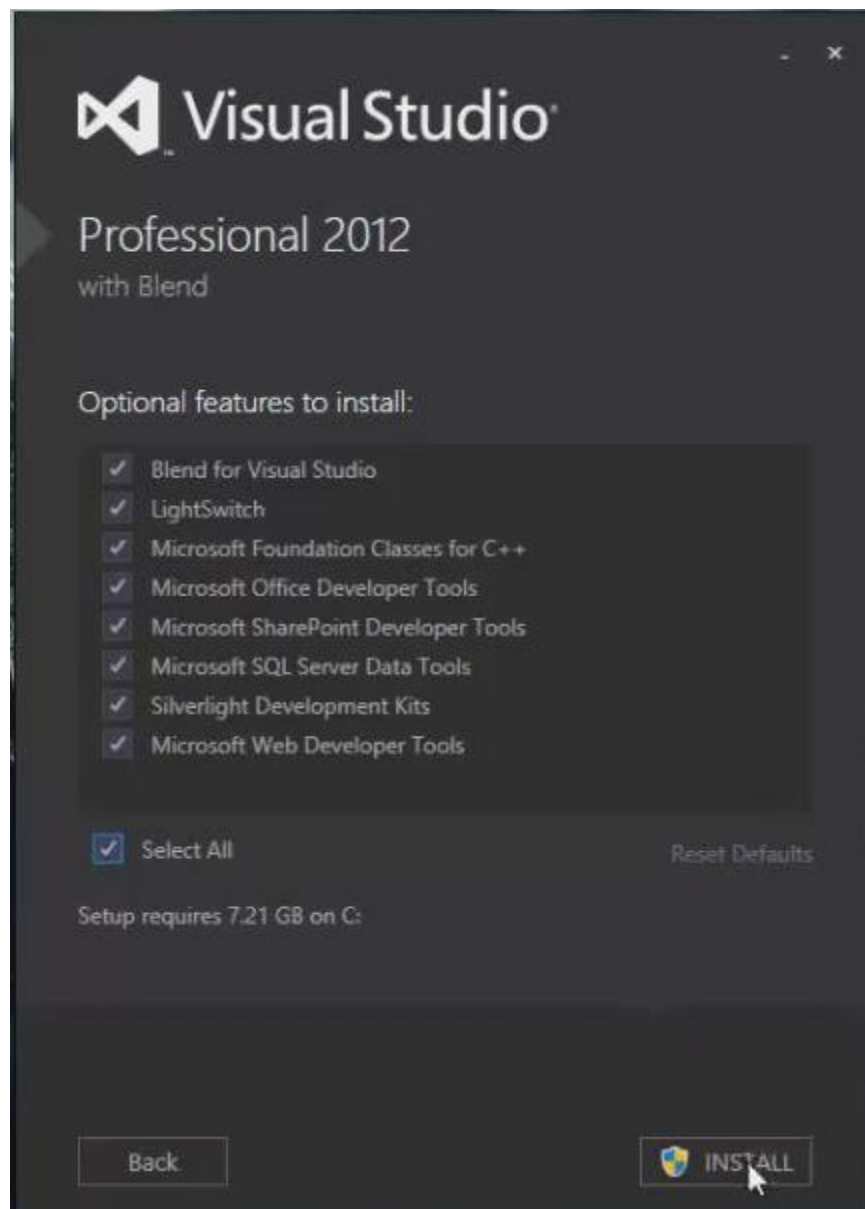 Visual Studio®
Professional 2012
with Blend
Optional features to install:
Blend for Visual Studio
LightSwitch
Microsoft Foundation Classes for C++
Microsoft Office Developer Tools
Microsoft SharePoint Developer Tools
Microsoft SQL Server Data Tools
Silverlight Development Kits
Microsoft Web Developer Tools
Select All
Reset Defaults
Setup requires 7.21 GB on C:
Back
INSTALL